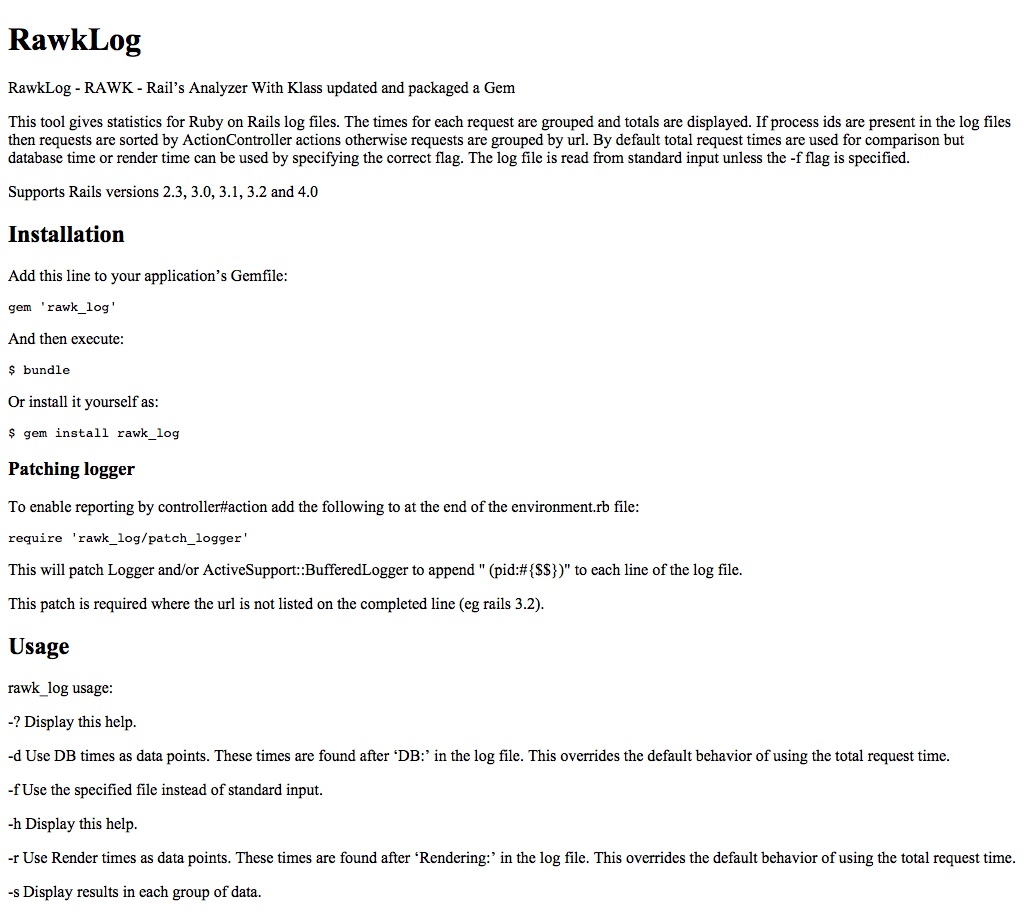 RawkLog
RawkLog - RAWK - Rail’s Analyzer With Klass updated and packaged a Gem
This tool gives statistics for Ruby on Rails log files. The times for each request are grouped and totals are displayed. If process ids are present in the log files
then requests are sorted by ActionController actions otherwise requests are grouped by url. By default total request times are used for comparison but
database time or render time can be used by specifying the correct flag. The log file is read from standard input unless the -f flag is specified.
Supports Rails versions 2.3, 3.0, 3.1, 3.2 and 4.0
Installation
Add this line to your application’s Gemfile:
gem 'rawk_log'
And then execute:
$ bundle
Or install it yourself as:
$ gem install rawk_log
Patching logger
To enable reporting by controller#action add the following to at the end of the environment.rb file:
require 'rawk_log/patch_logger'
This will patch Logger and/or ActiveSupport::BufferedLogger to append " (pid:#{$$})" to each line of the log file.
This patch is required where the url is not listed on the completed line (eg rails 3.2).
Usage
rawk_log usage:
-? Display this help.
-d Use DB times as data points. These times are found after ‘DB:’ in the log file. This overrides the default behavior of using the total request time.
-f Use the specified file instead of standard input.
-h Display this help.
-r Use Render times as data points. These times are found after ‘Rendering:’ in the log file. This overrides the default behavior of using the total request time.
-s Display results in each group of data.